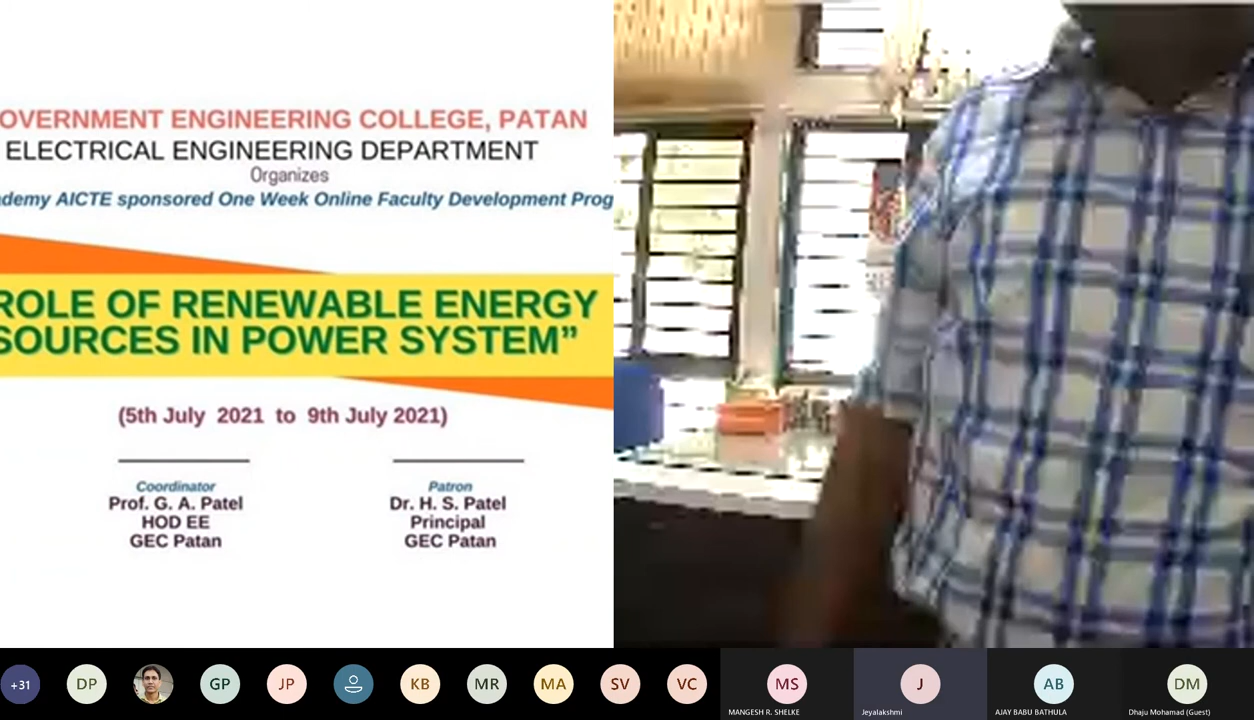 OVERNMENT ENGINEERING COLLEGE, PATAN
ELECTRICAL ENGINEERING DEPARTMENT
Organizes
demy AICTE sponsored One Week Online Faculty Development Prog
ROLE OF RENEWABLE ENERGY
SOURCES IN POWER SYSTEM”
(5th July 2021 to 9th July 2021)
Coordinator
Prof. G. A. Patel
HOD EE
GEC Patan
Patron
Dr. H. S. Patel
Principal
GEC Patan
+31
DP
GP
JP
KB
MR
MA
SV
VC
MS
MANGESH R. SHELKE
J
Jeyalakshmi
AB
AJAY BABU BATHULA
DM
Dhaju Mohamad (Guest)